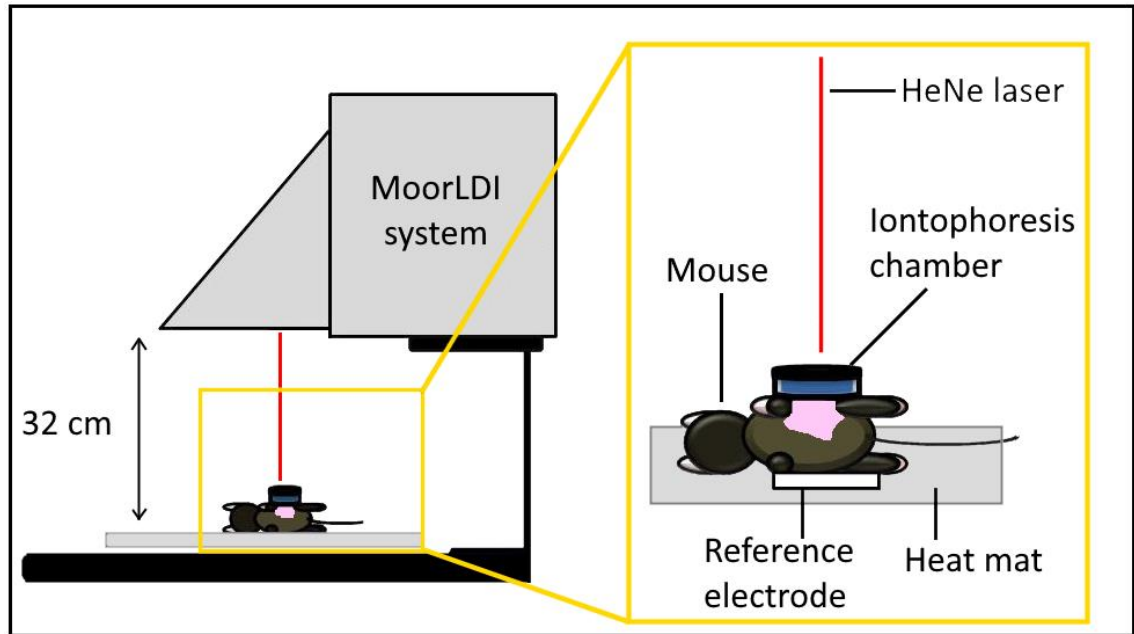 MoorLDI
system
32 cm
HeNe laser
Iontophoresis
chamber
Mouse
Reference
electrode
Heat mat